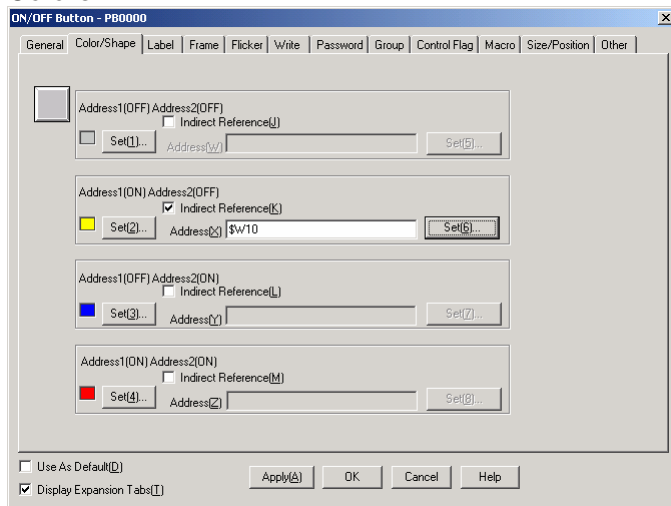 ON/OFF Button - PB0000
General Color/Shape Label Frame Flicker Write Password Group Control Flag Macro Size/Position Other
Address1(OFF) Address2(OFF)
Indirect Reference(J)
Set(1)... Address(W) Set(5)...
Address1(ON) Address2(OFF)
Indirect Reference(K)
Set(2)... Address(X) $W10 Set(6)...
Address1(OFF) Address2(ON)
Indirect Reference(L)
Set(3)... Address(Y) Set(7)...
Address1(ON) Address2(ON)
Indirect Reference(M)
Set(4)... Address(Z) Set(8)...
Use As Default(D)
Apply(A) OK Cancel Help
Display Expansion Tabs(T)